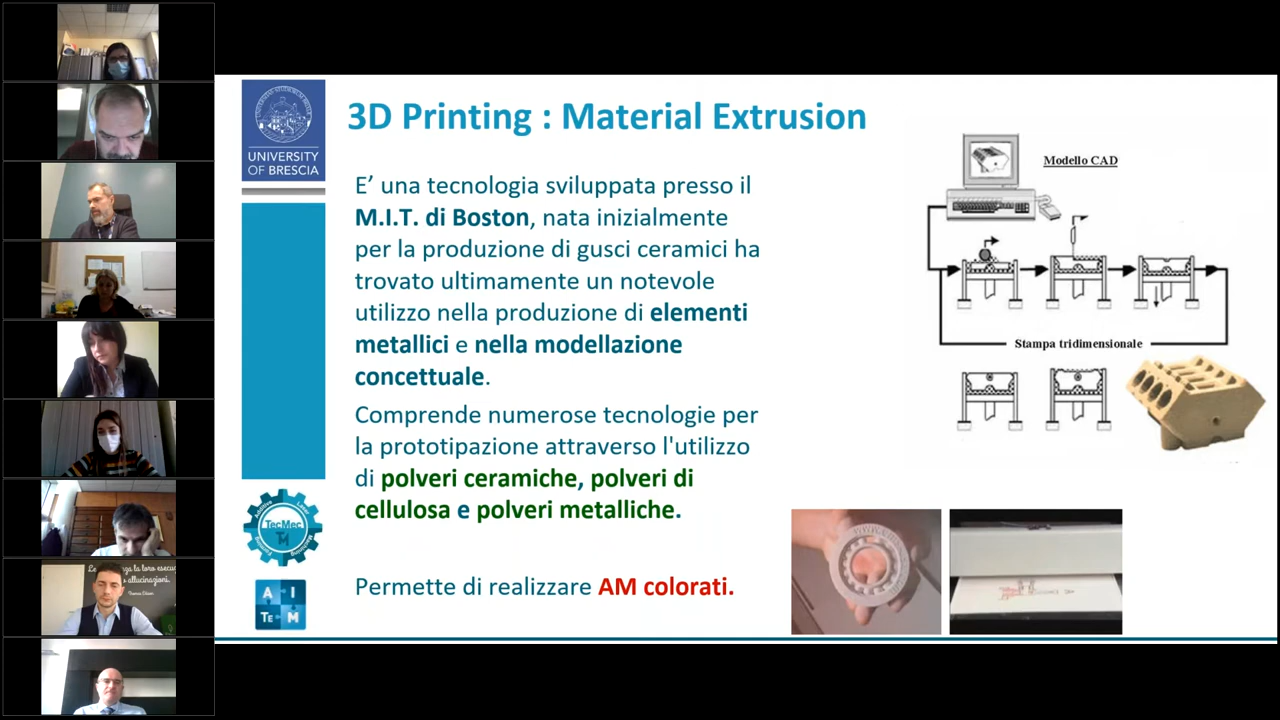 UNIVERSITY
OF BRESCIA
3D Printing : Material Extrusion
E’ una tecnologia sviluppata presso il
M.I.T. di Boston, nata inizialmente
per la produzione di gusci ceramici ha
trovato ultimamente un notevole
utilizzo nella produzione di elementi
metallici e nella modellazione
concettuale.
Comprende numerose tecnologie per
la prototipazione attraverso l'utilizzo
di polveri ceramiche, polveri di
cellulosa e polveri metalliche.
Permette di realizzare AM colorati.
Modello CAD
Stampa tridimensionale
TecMec
TM
A I
TE M
allucinazioni.